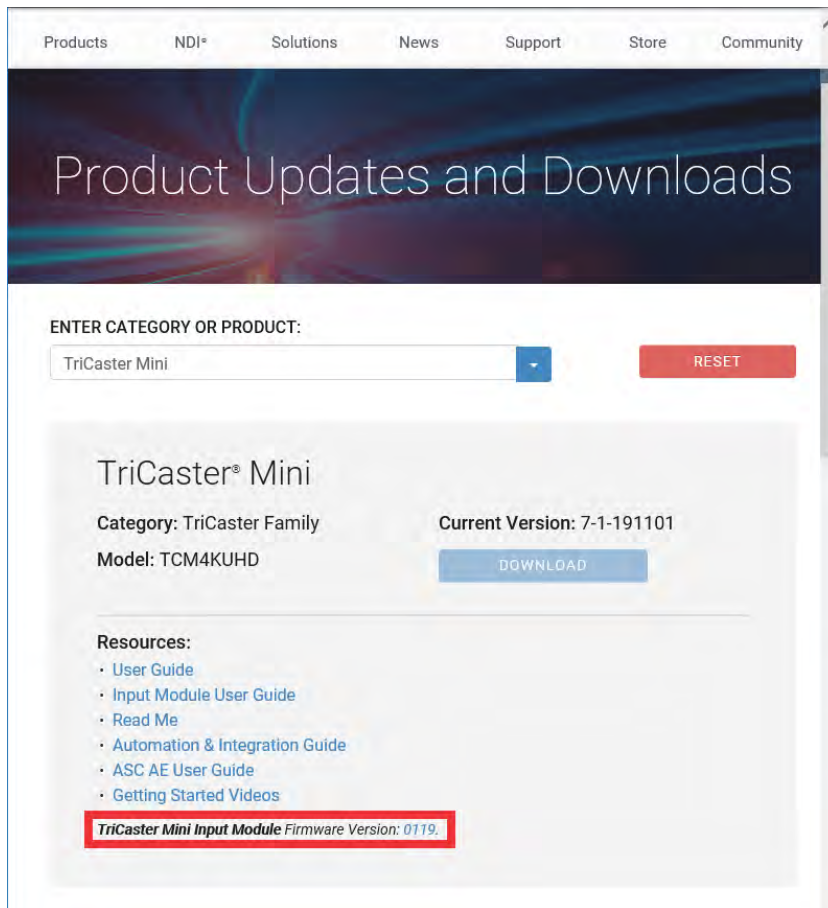 Products NDI® Solutions News Support Store Community
Product Updates and Downloads
ENTER CATEGORY OR PRODUCT:
TriCaster Mini RESET
TriCaster® Mini
Category: TriCaster Family Current Version: 7-1-191101
Model: TCM4KUHD DOWNLOAD
Resources:
· User Guide
· Input Module User Guide
· Read Me
· Automation & Integration Guide
· ASC AE User Guide
· Getting Started Videos
TriCaster Mini Input Module Firmware Version: 0119.